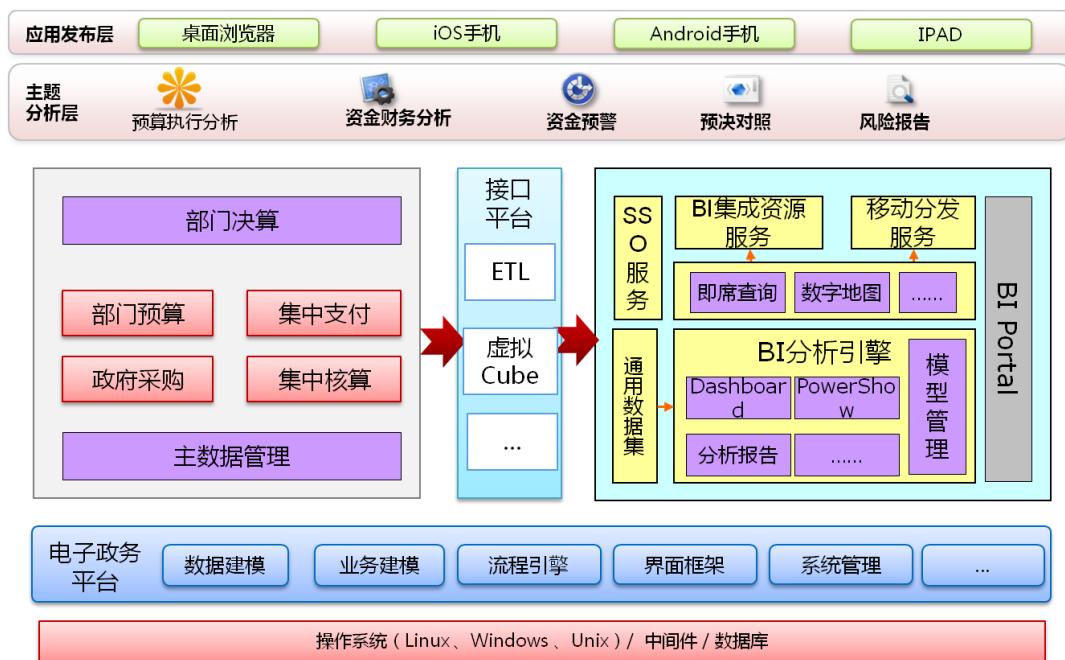 应用发布层
桌面浏览器
iOS手机
Android手机
IPAD
主题
分析层
预算执行分析
资金财务分析
资金预警
预决对照
风险报告
部门决算
部门预算
集中支付
政府采购
集中核算
主数据管理
接口
平台
ETL
虚拟
Cube
...
SS
O
服
务
BI集成资源
服务
移动分发
服务
即席查询
数字地图
......
通
用
数
据
集
BI分析引擎
Dashboar
d
PowerSho
w
分析报告
......
模
型
管
理
BI Portal
电子政务
平台
数据建模
业务建模
流程引擎
界面框架
系统管理
...
操作系统（Linux、Windows 、Unix）/ 中间件 / 数据库